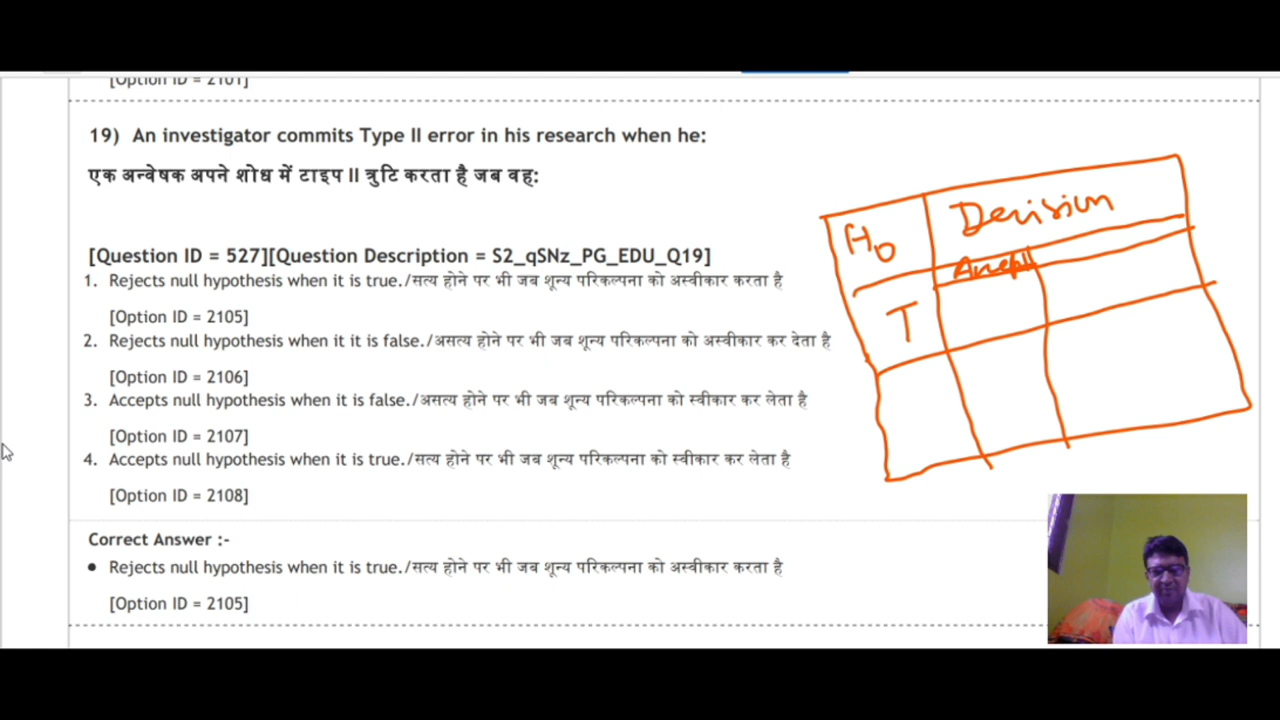 [Option ID = 2101]
19) An investigator commits Type II error in his research when he:
एक अन्वेषक अपने शोध में टाइप II त्रुटि करता है जब वह:
[Question ID = 527][Question Description = S2_qSNz_PG_EDU_Q19]
1. Rejects null hypothesis when it is true./सत्य होने पर भी जब शून्य परिकल्पना को अस्वीकार करता है
[Option ID = 2105]
2. Rejects null hypothesis when it it is false./असत्य होने पर भी जब शून्य परिकल्पना को अस्वीकार कर देता है
[Option ID = 2106]
3. Accepts null hypothesis when it is false./असत्य होने पर भी जब शून्य परिकल्पना को स्वीकार कर लेता है
[Option ID = 2107]
4. Accepts null hypothesis when it is true./सत्य होने पर भी जब शून्य परिकल्पना को स्वीकार कर लेता है
[Option ID = 2108]
Correct Answer :-
• Rejects null hypothesis when it is true./सत्य होने पर भी जब शून्य परिकल्पना को अस्वीकार करता है
[Option ID = 2105]
H0 Decision
T